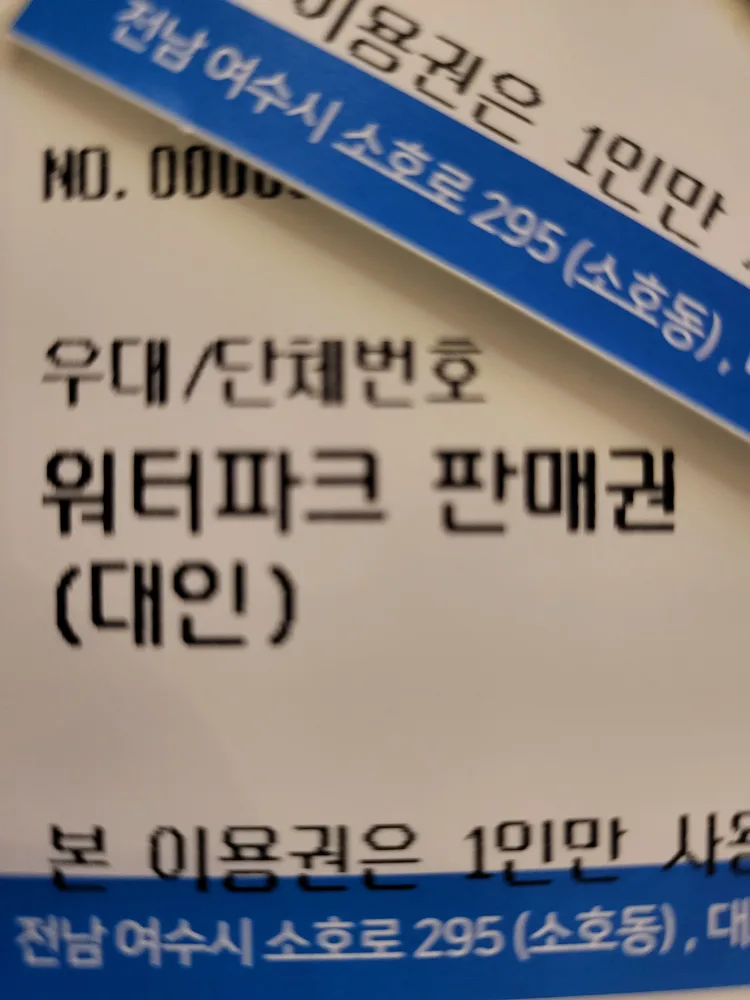 이용권은 1인만
전남 여수시 소호로 295 (소호동),
NO. 0000
우대/단체번호
워터파크 판매권
(대인)
본 이용권은 1인만 사용
전남 여수시 소호로 295 (소호동), 대